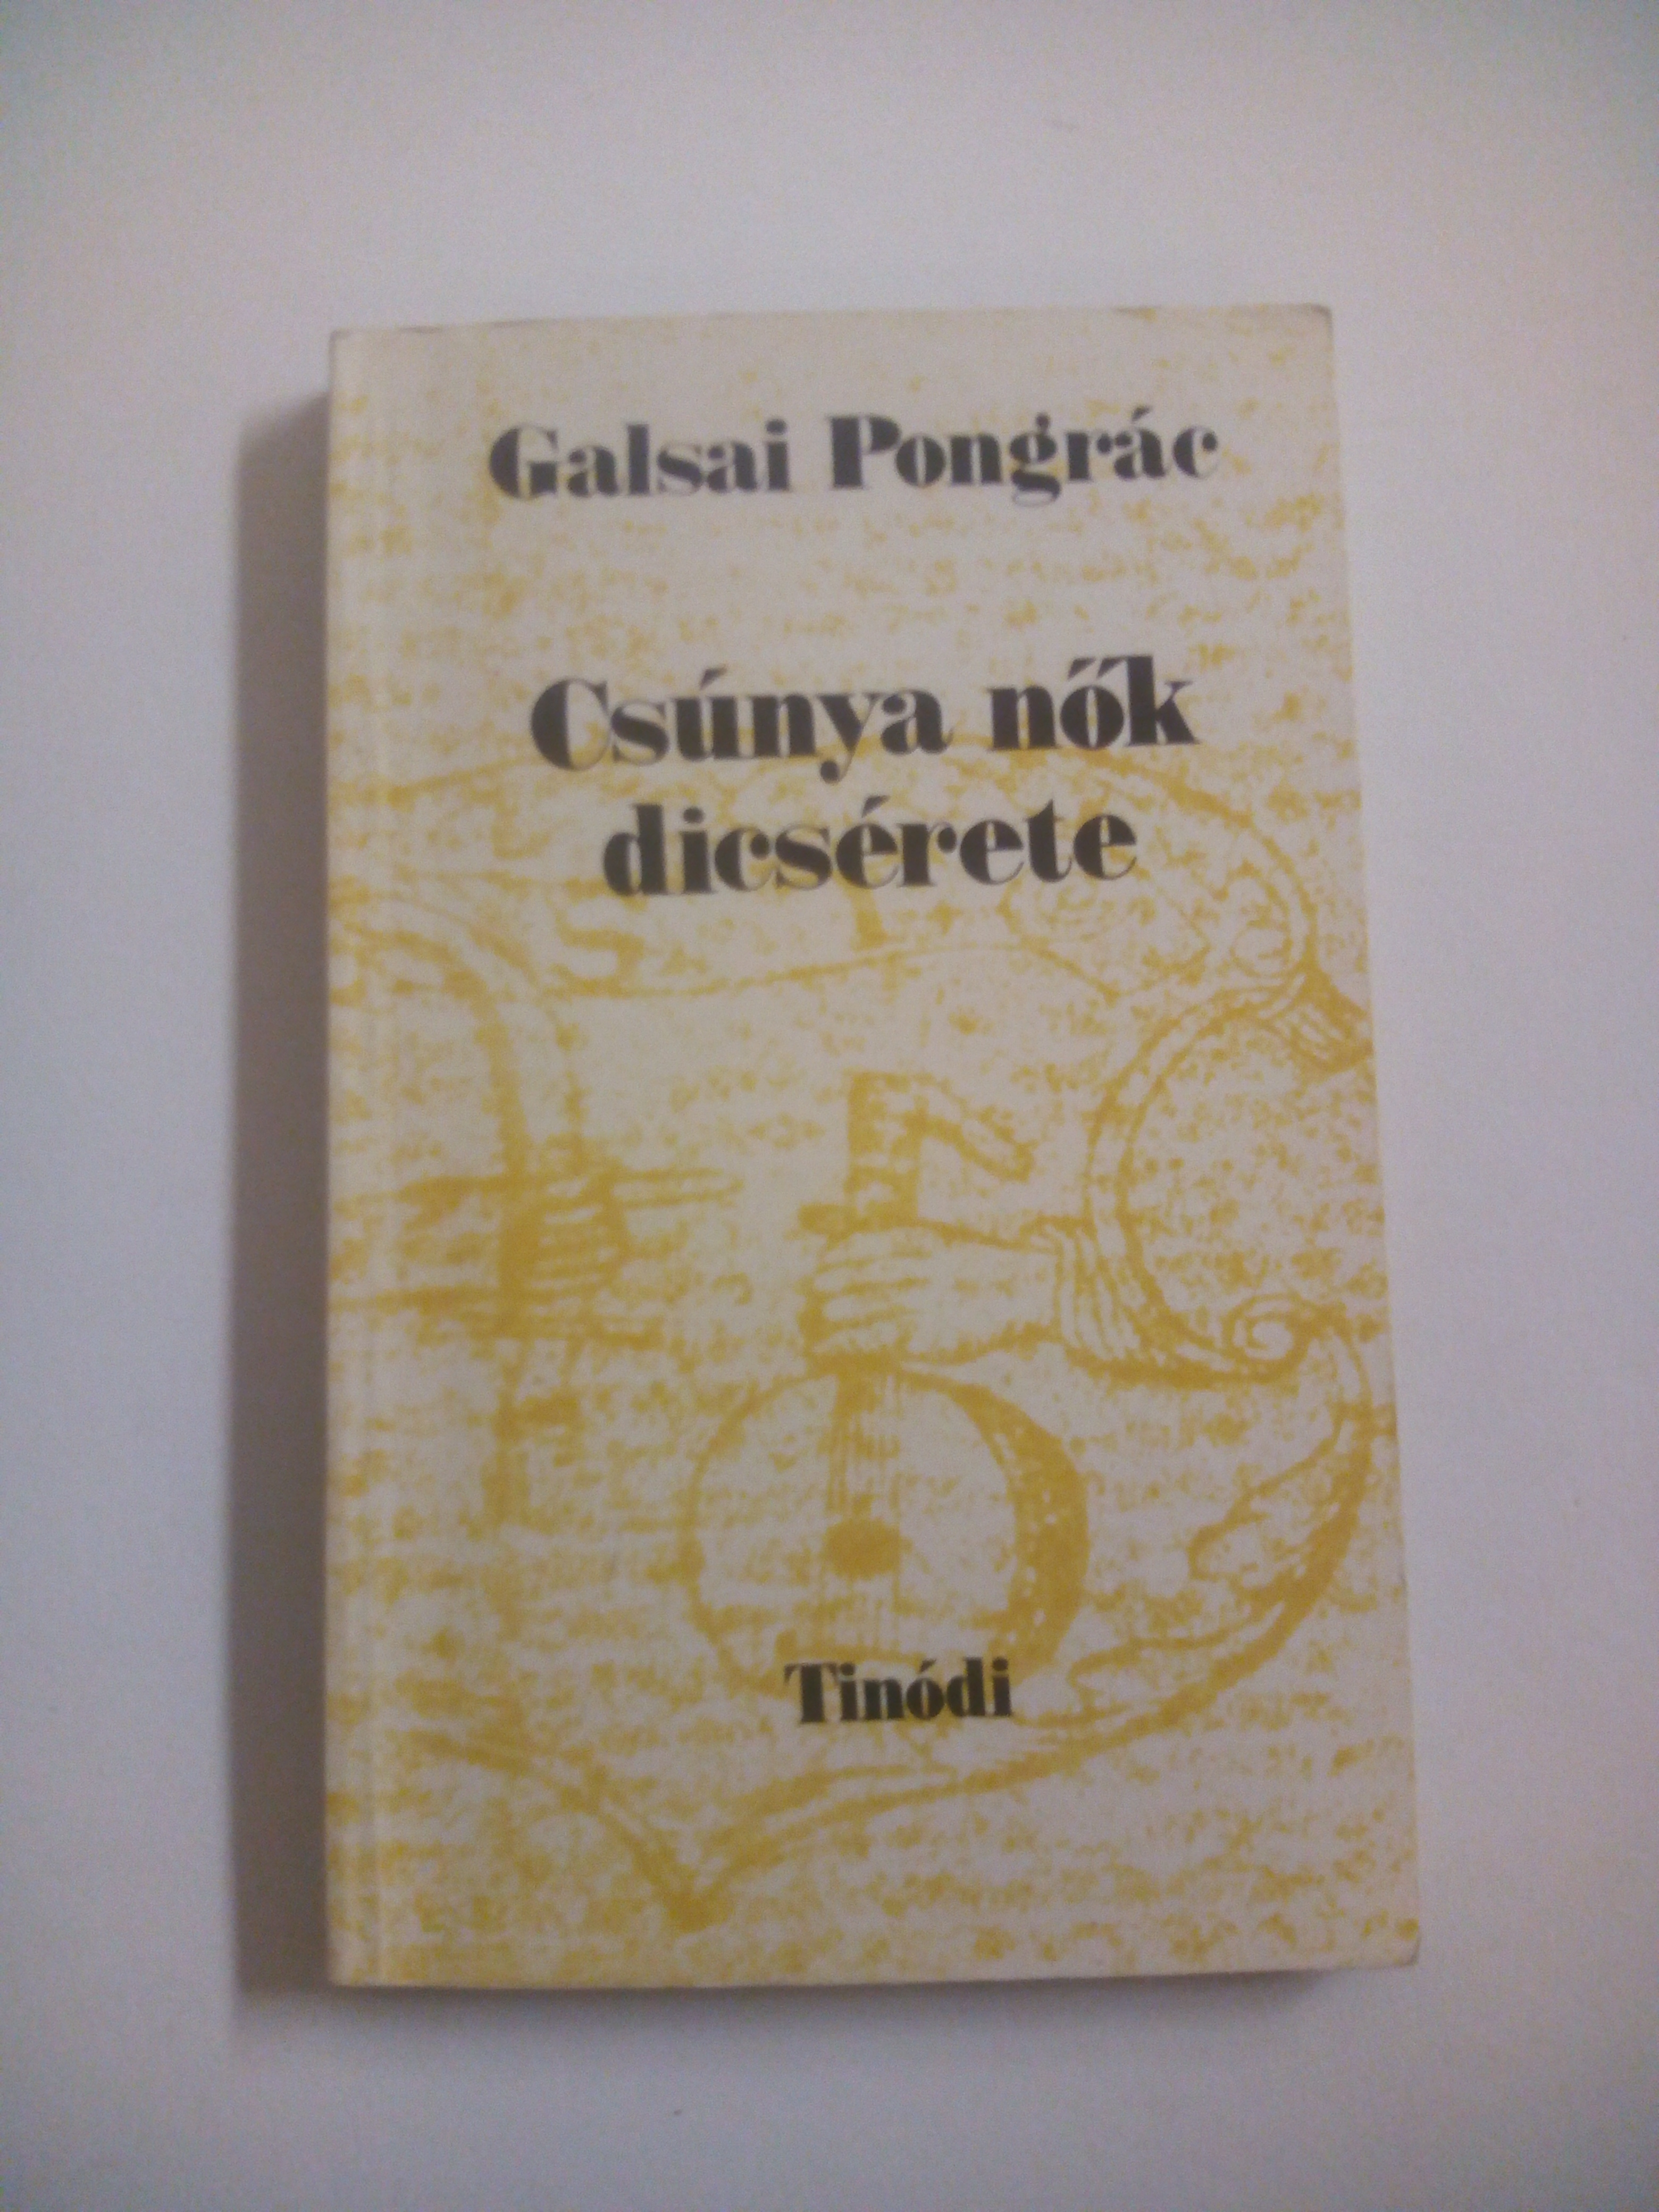 Galsai Pongrác
Csúnya nők
dicsérete
Tinódi